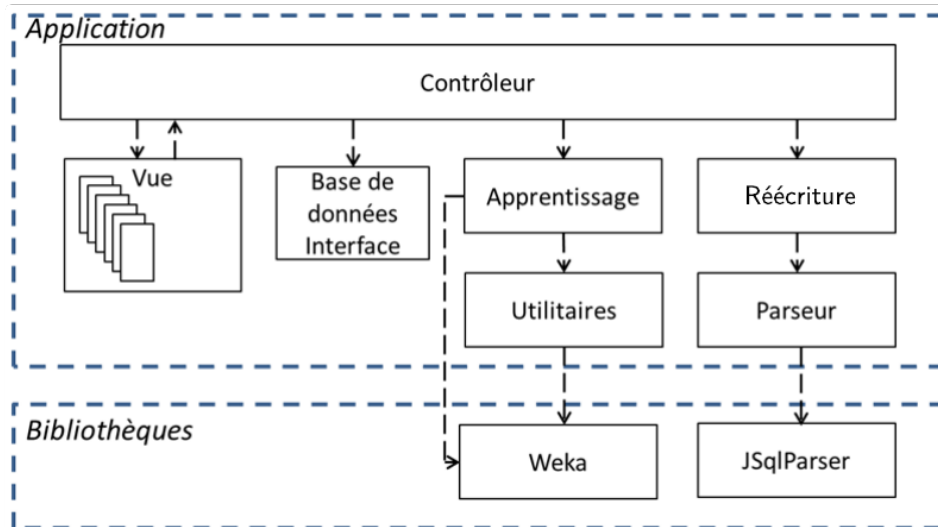 Application
Contrôleur
Vue
Base de
données
Interface
Apprentissage
Réécriture
Utilitaires
Parseur
Bibliothèques
Weka
JSqlParser